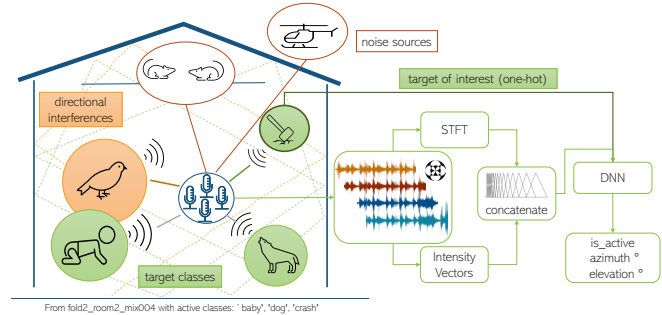 noise sources
target of interest (one-hot)
directional
interferences
STFT
concatenate
DNN
Intensity
Vectors
is_active
azimuth °
elevation °
target classes
From fold2_room2_mix004 with active classes: `baby', 'dog', 'crash'